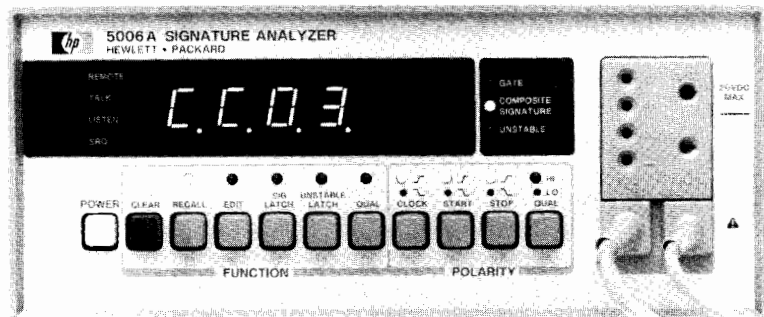 hp
5006A SIGNATURE ANALYZER
HEWLETT • PACKARD
REMOTE
TALK
LISTEN
SRQ
C.C.0.3.
GATE
COMPOSITE
SIGNATURE
UNSTABLE
25VDC
MAX
HI
LO
POWER
CLEAR
RECALL
EDIT
SIG
LATCH
UNSTABLE
LATCH
QUAL
CLOCK
START
STOP
QUAL
FUNCTION
POLARITY